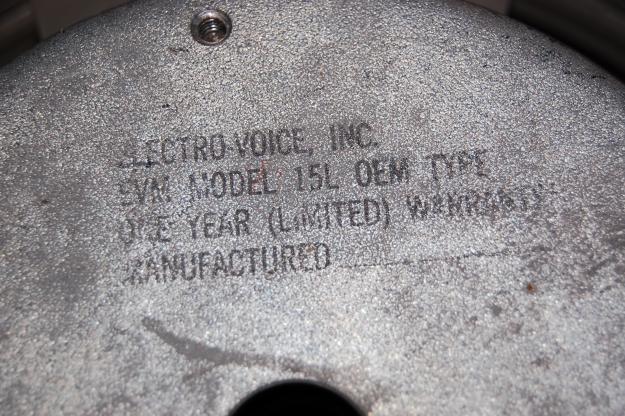 ELECTRO-VOICE, INC.
EVM MODEL 15L OEM TYPE
ONE YEAR (LIMITED) WARRANTY
MANUFACTURED